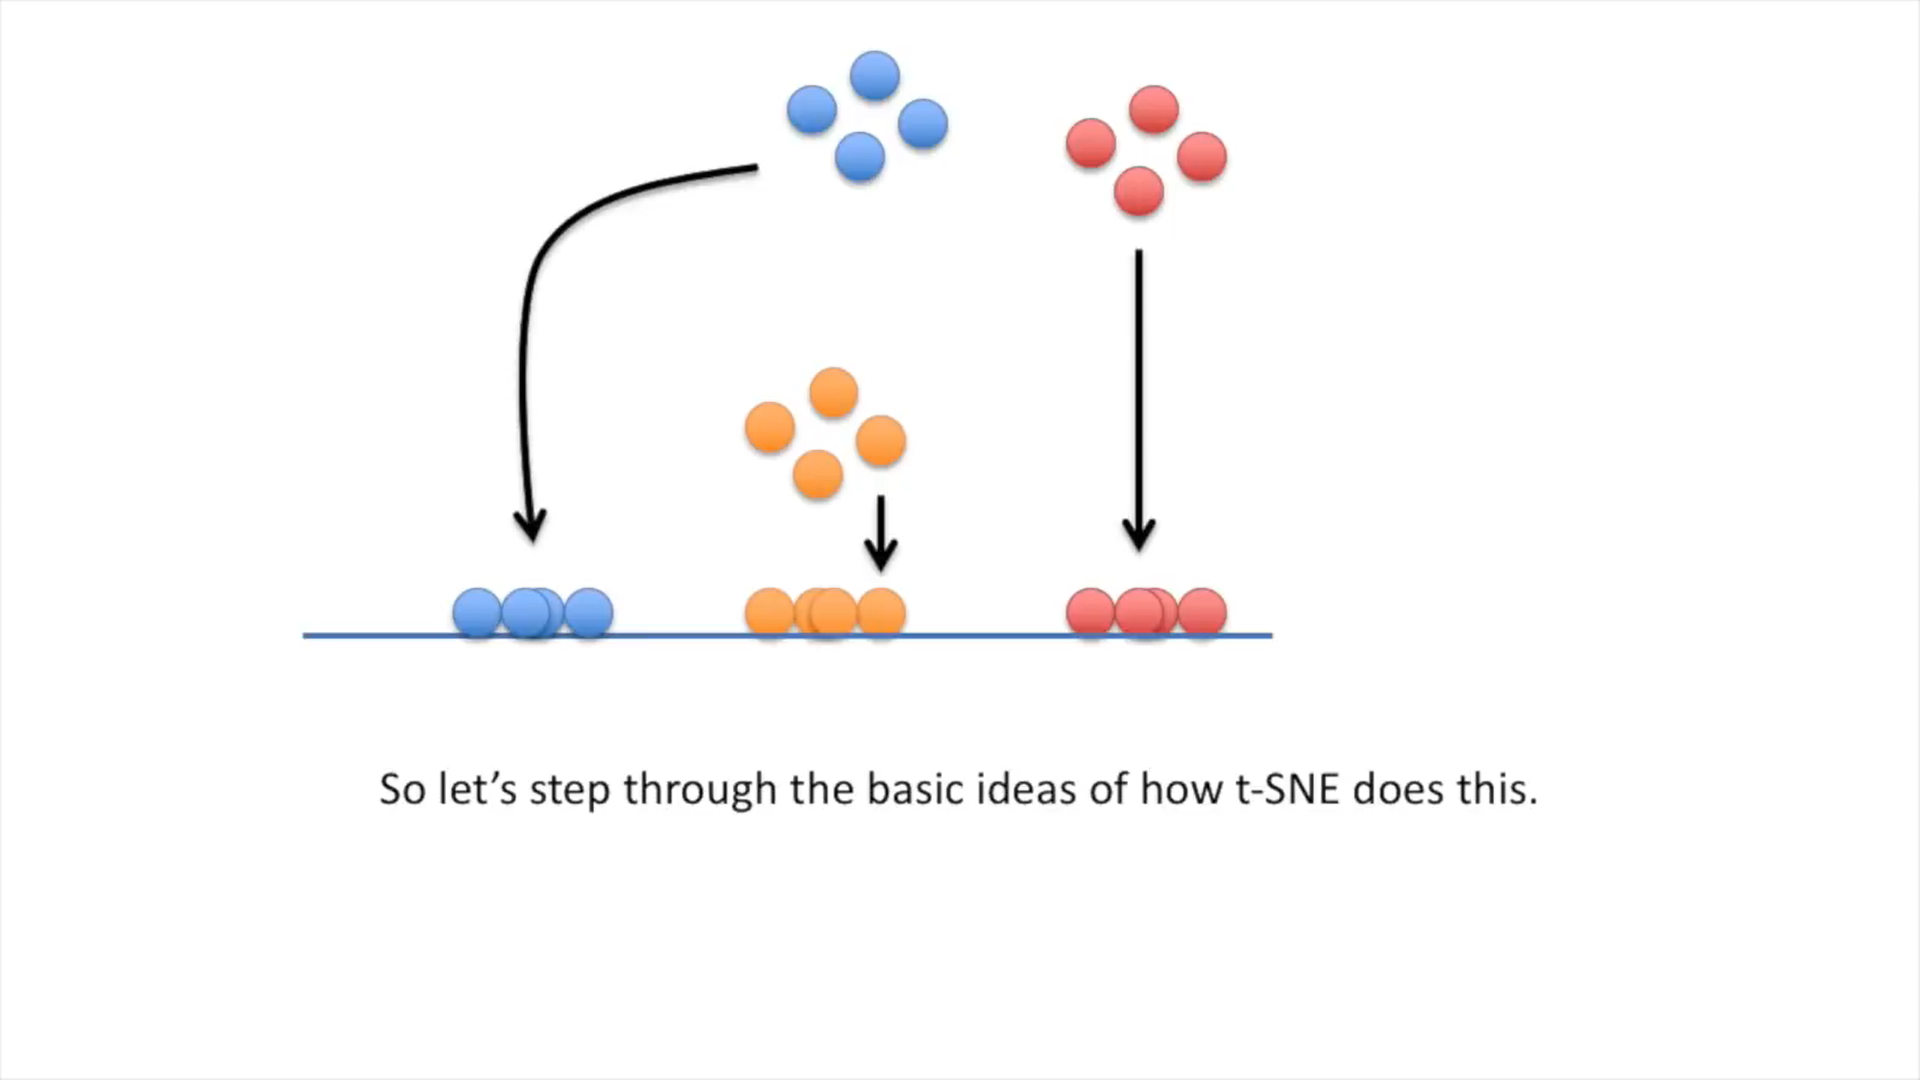 So let’s step through the basic ideas of how t-SNE does this.